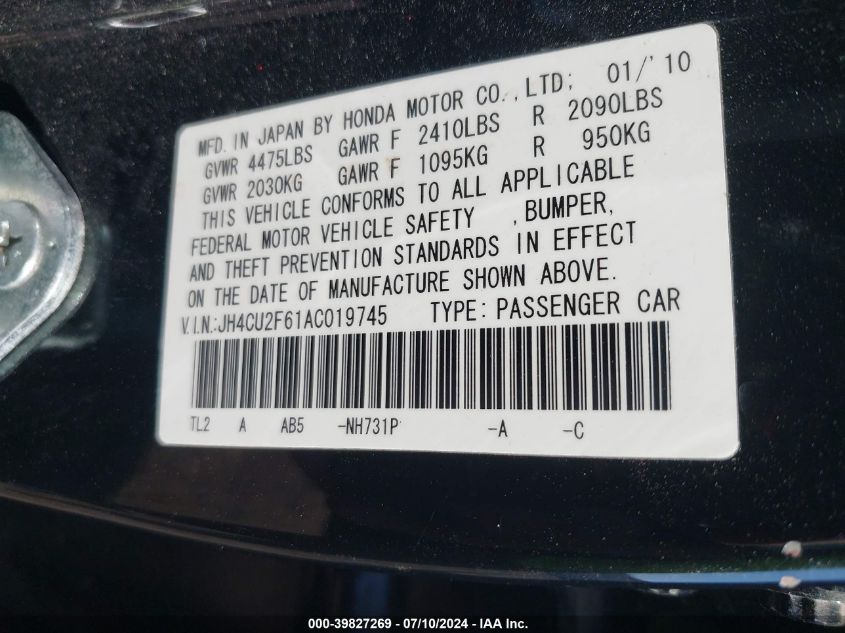 MFD. IN JAPAN BY HONDA MOTOR CO., LTD; 01/'10
GVWR 4475LBS GAWR F 2410LBS R 2090LBS
GVWR 2030KG GAWR F 1095KG R 950KG
THIS VEHICLE CONFORMS TO ALL APPLICABLE
FEDERAL MOTOR VEHICLE SAFETY , BUMPER,
AND THEFT PREVENTION STANDARDS IN EFFECT
ON THE DATE OF MANUFACTURE SHOWN ABOVE.
V.I.N.:JH4CU2F61AC019745 TYPE: PASSENGER CAR
TL2 A AB5 -NH731P -A -C
000-39827269 - 07/10/2024 - IAA Inc.